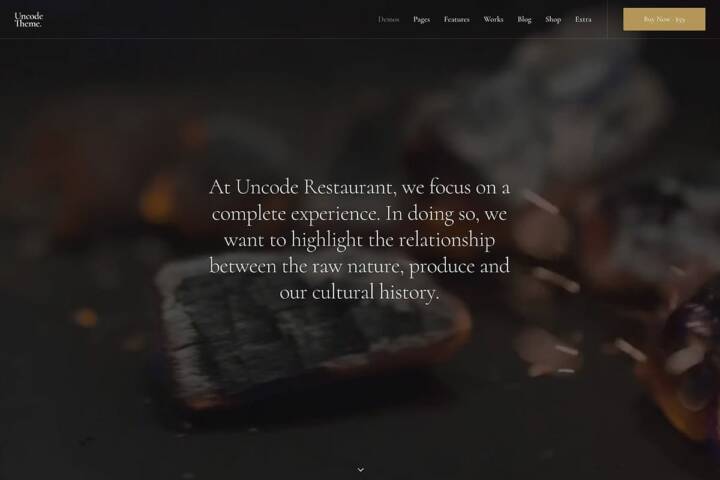 Uncode
Theme.
Demos Pages Features Works Blog Shop Extra
Buy Now - $59
At Uncode Restaurant, we focus on a
complete experience. In doing so, we
want to highlight the relationship
between the raw nature, produce and
our cultural history.